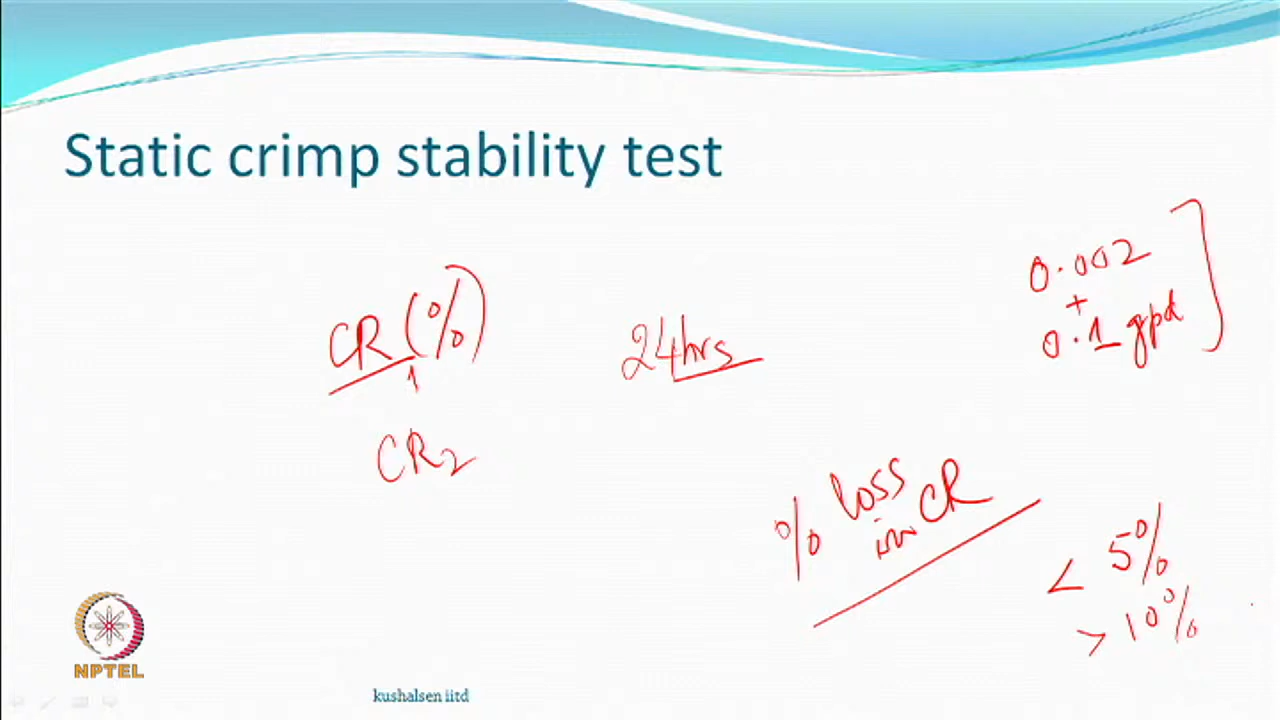 Static crimp stability test
0.002
+
0.1 gpd
CR (%)
1
24hrs
CR2
% loss
in CR
< 5%
> 10%
NPTEL
kushalsen iitd